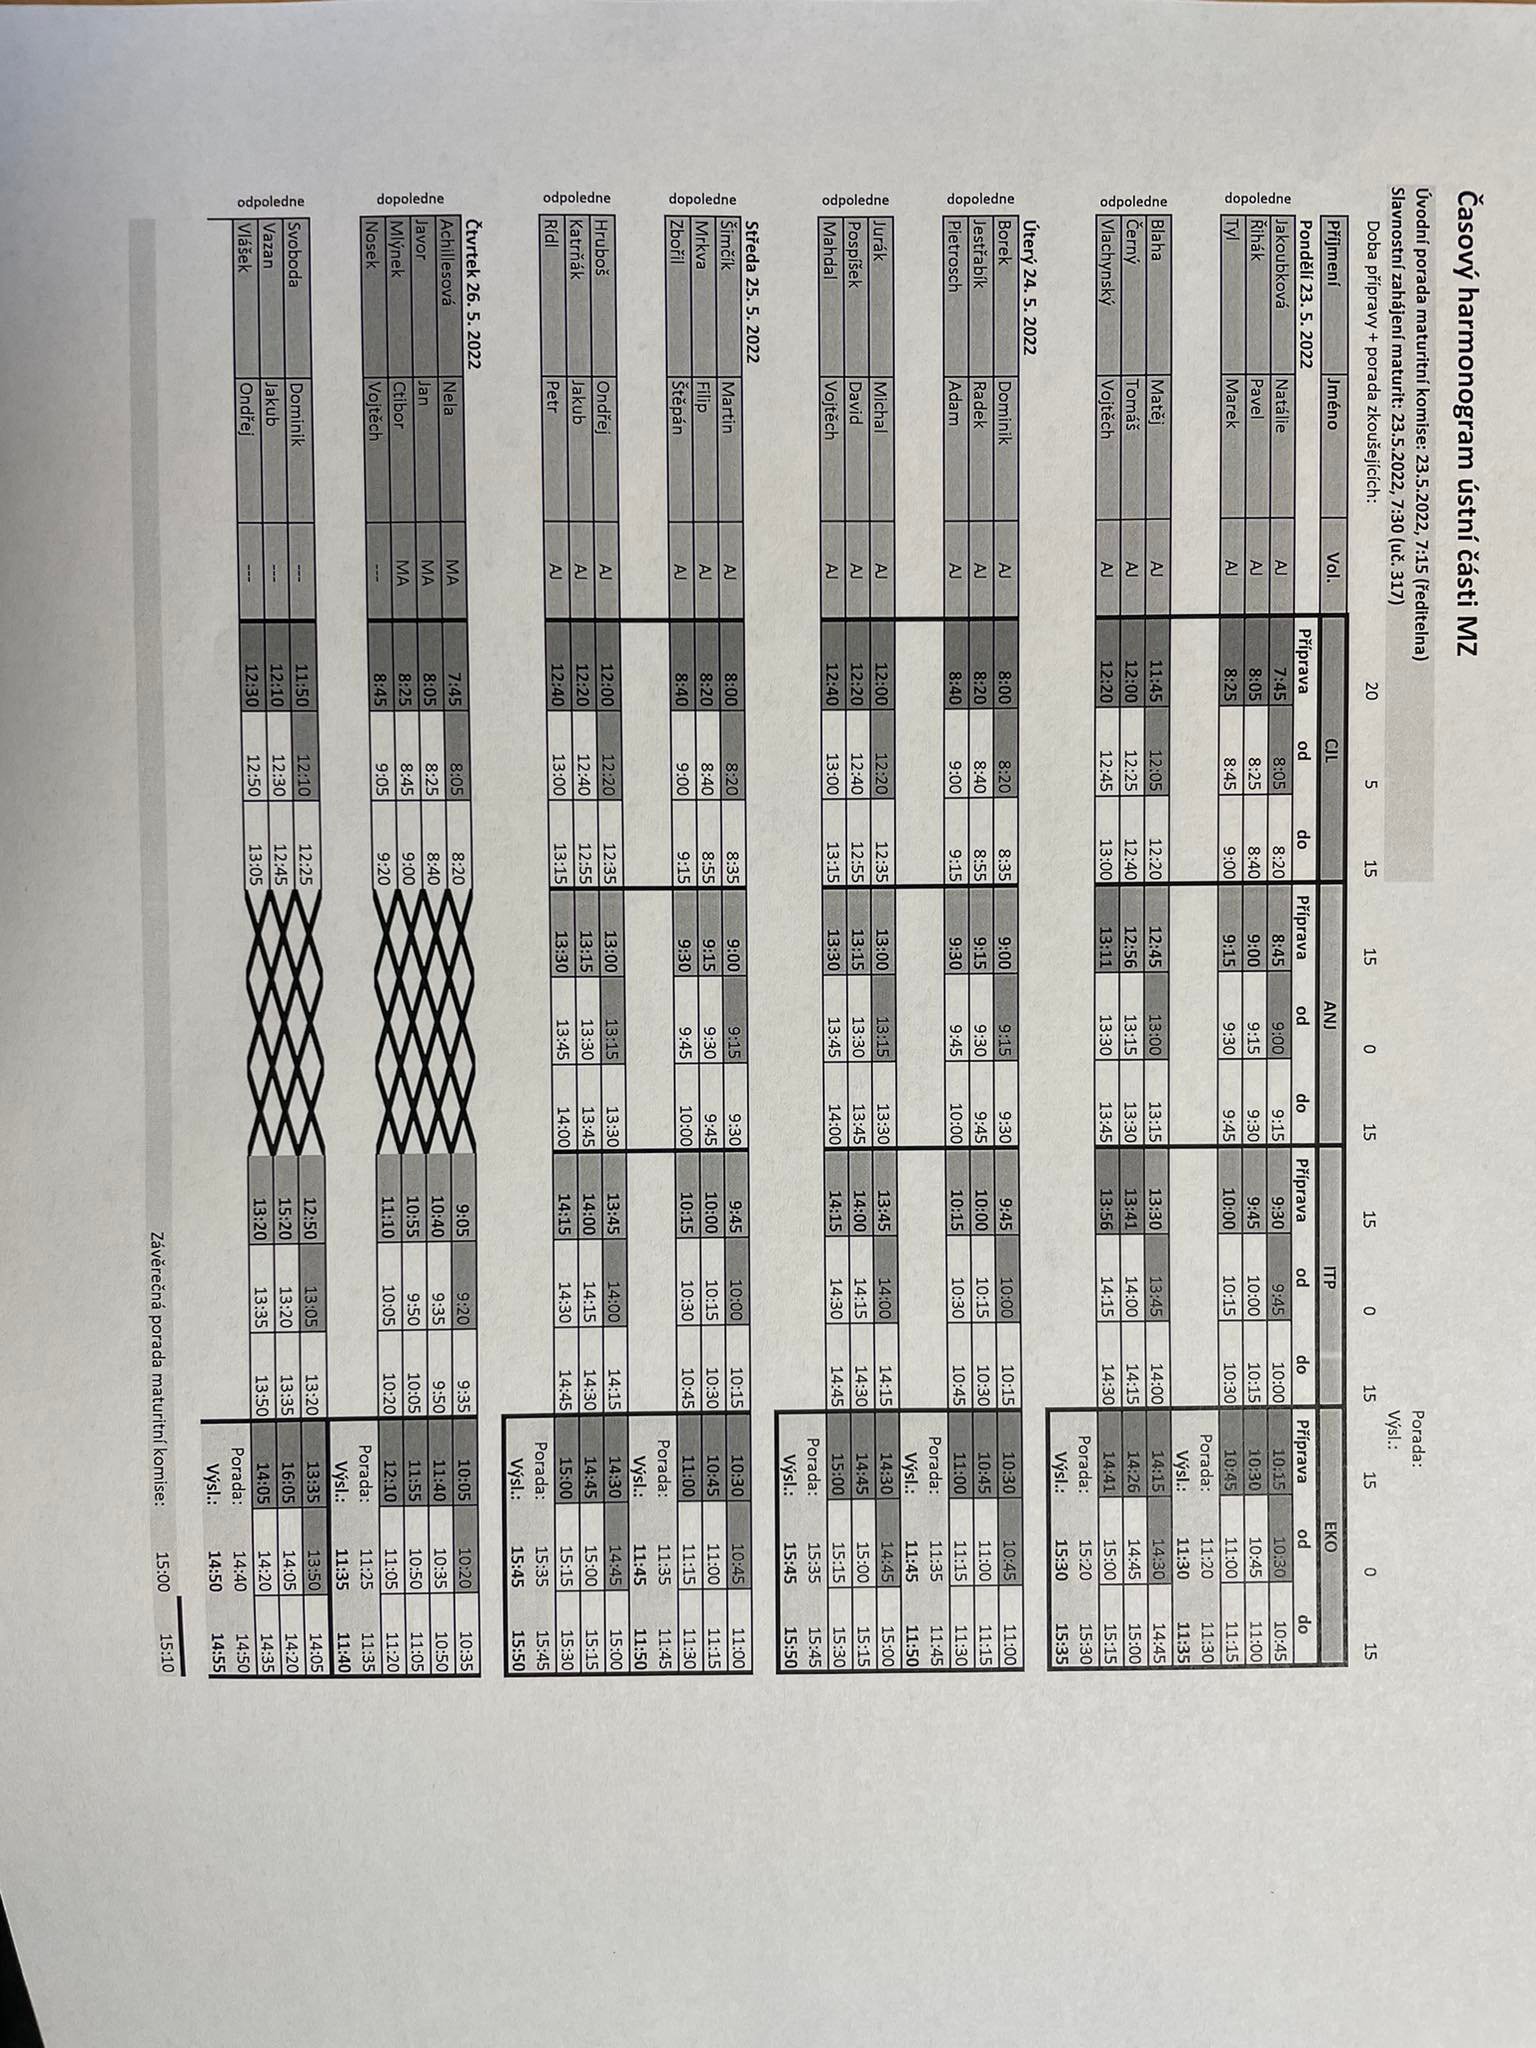 Časový harmonogram ústní části MZ
Úvodní porada maturitní komise: 23.5.2022, 7:15 (ředitelna)
Porada:
Slavnostní zahájení maturit: 23.5.2022, 7:30 (uč. 317)
Výsl.:
Doba přípravy + porada zkoušejících: 20 5 15 15 0 15 15 0 15 15 0 15
Příjmení Jméno Vol. CJL ANJ ITP EKO
Pondělí 23. 5. 2022 Příprava od do Příprava od do Příprava od do Příprava od do
dopoledne
Jakoubková Natálie AJ 7:45 8:05 8:20 8:45 9:00 9:15 9:30 9:45 10:00 10:15 10:30 10:45
Řihák Pavel AJ 8:05 8:25 8:40 9:00 9:15 9:30 9:45 10:00 10:15 10:30 10:45 11:00
Tyl Marek AJ 8:25 8:45 9:00 9:15 9:30 9:45 10:00 10:15 10:30 10:45 11:00 11:15
Porada: 11:20 11:30
Výsl.: 11:30 11:35
odpoledne
Blaha Matěj AJ 11:45 12:05 12:20 12:45 13:00 13:15 13:30 13:45 14:00 14:15 14:30 14:45
Černý Tomáš AJ 12:00 12:25 12:40 12:56 13:15 13:30 13:41 14:00 14:15 14:26 14:45 15:00
Vlachynský Vojtěch AJ 12:20 12:45 13:00 13:11 13:30 13:45 13:56 14:15 14:30 14:41 15:00 15:15
Porada: 15:20 15:30
Výsl.: 15:30 15:35
Úterý 24. 5. 2022
dopoledne
Borek Dominik AJ 8:00 8:20 8:35 9:00 9:15 9:30 9:45 10:00 10:15 10:30 10:45 11:00
Jestřabík Radek AJ 8:20 8:40 8:55 9:15 9:30 9:45 10:00 10:15 10:30 10:45 11:00 11:15
Pietrosch Adam AJ 8:40 9:00 9:15 9:30 9:45 10:00 10:15 10:30 10:45 11:00 11:15 11:30
Porada: 11:35 11:45
Výsl.: 11:45 11:50
odpoledne
Jurák Michal AJ 12:00 12:20 12:35 13:00 13:15 13:30 13:45 14:00 14:15 14:30 14:45 15:00
Pospíšek David AJ 12:20 12:40 12:55 13:15 13:30 13:45 14:00 14:15 14:30 14:45 15:00 15:15
Mahdal Vojtěch AJ 12:40 13:00 13:15 13:30 13:45 14:00 14:15 14:30 14:45 15:00 15:15 15:30
Porada: 15:35 15:45
Výsl.: 15:45 15:50
Středa 25. 5. 2022
dopoledne
Šimčík Martin AJ 8:00 8:20 8:35 9:00 9:15 9:30 9:45 10:00 10:15 10:30 10:45 11:00
Mrkva Filip AJ 8:20 8:40 8:55 9:15 9:30 9:45 10:00 10:15 10:30 10:45 11:00 11:15
Zbořil Štěpán AJ 8:40 9:00 9:15 9:30 9:45 10:00 10:15 10:30 10:45 11:00 11:15 11:30
Porada: 11:35 11:45
Výsl.: 11:45 11:50
odpoledne
Hruboš Ondřej AJ 12:00 12:20 12:35 13:00 13:15 13:30 13:45 14:00 14:15 14:30 14:45 15:00
Katrňák Jakub AJ 12:20 12:40 12:55 13:15 13:30 13:45 14:00 14:15 14:30 14:45 15:00 15:15
Rídl Petr AJ 12:40 13:00 13:15 13:30 13:45 14:00 14:15 14:30 14:45 15:00 15:15 15:30
Porada: 15:35 15:45
Výsl.: 15:45 15:50
Čtvrtek 26. 5. 2022
dopoledne
Achillesová Nela MA 7:45 8:05 8:20 9:05 9:20 9:35 10:05 10:20 10:35
Javor Jan MA 8:05 8:25 8:40 10:40 9:35 9:50 11:40 10:35 10:50
Mlýnek Ctibor MA 8:25 8:45 9:00 10:55 9:50 10:05 11:55 10:50 11:05
Nosek Vojtěch --- 8:45 9:05 9:20 11:10 10:05 10:20 12:10 11:05 11:20
Porada: 11:25 11:35
Výsl.: 11:35 11:40
odpoledne
Svoboda Dominik --- 11:50 12:10 12:25 12:50 13:05 13:20 13:35 13:50 14:05
Vazan Jakub --- 12:10 12:30 12:45 15:20 13:20 13:35 16:05 14:05 14:20
Vlášek Ondřej --- 12:30 12:50 13:05 13:20 13:35 13:50 14:05 14:20 14:35
Porada: 14:40 14:50
Výsl.: 14:50 14:55
Závěrečná porada maturitní komise: 15:00 15:10